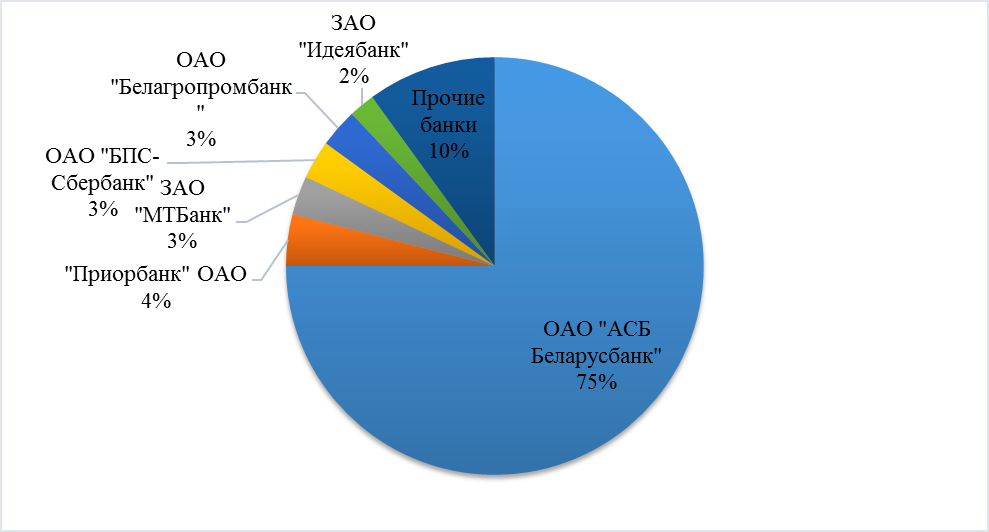 ЗАО
"Идеябанк"
2%
ОАО
"Белагропромбанк
"
3%
Прочие
банки
10%
ОАО "БПС-
Сбербанк"
3%
ЗАО
"МТБанк"
3%
"Приорбанк" ОАО
4%
ОАО "АСБ
Беларусбанк"
75%